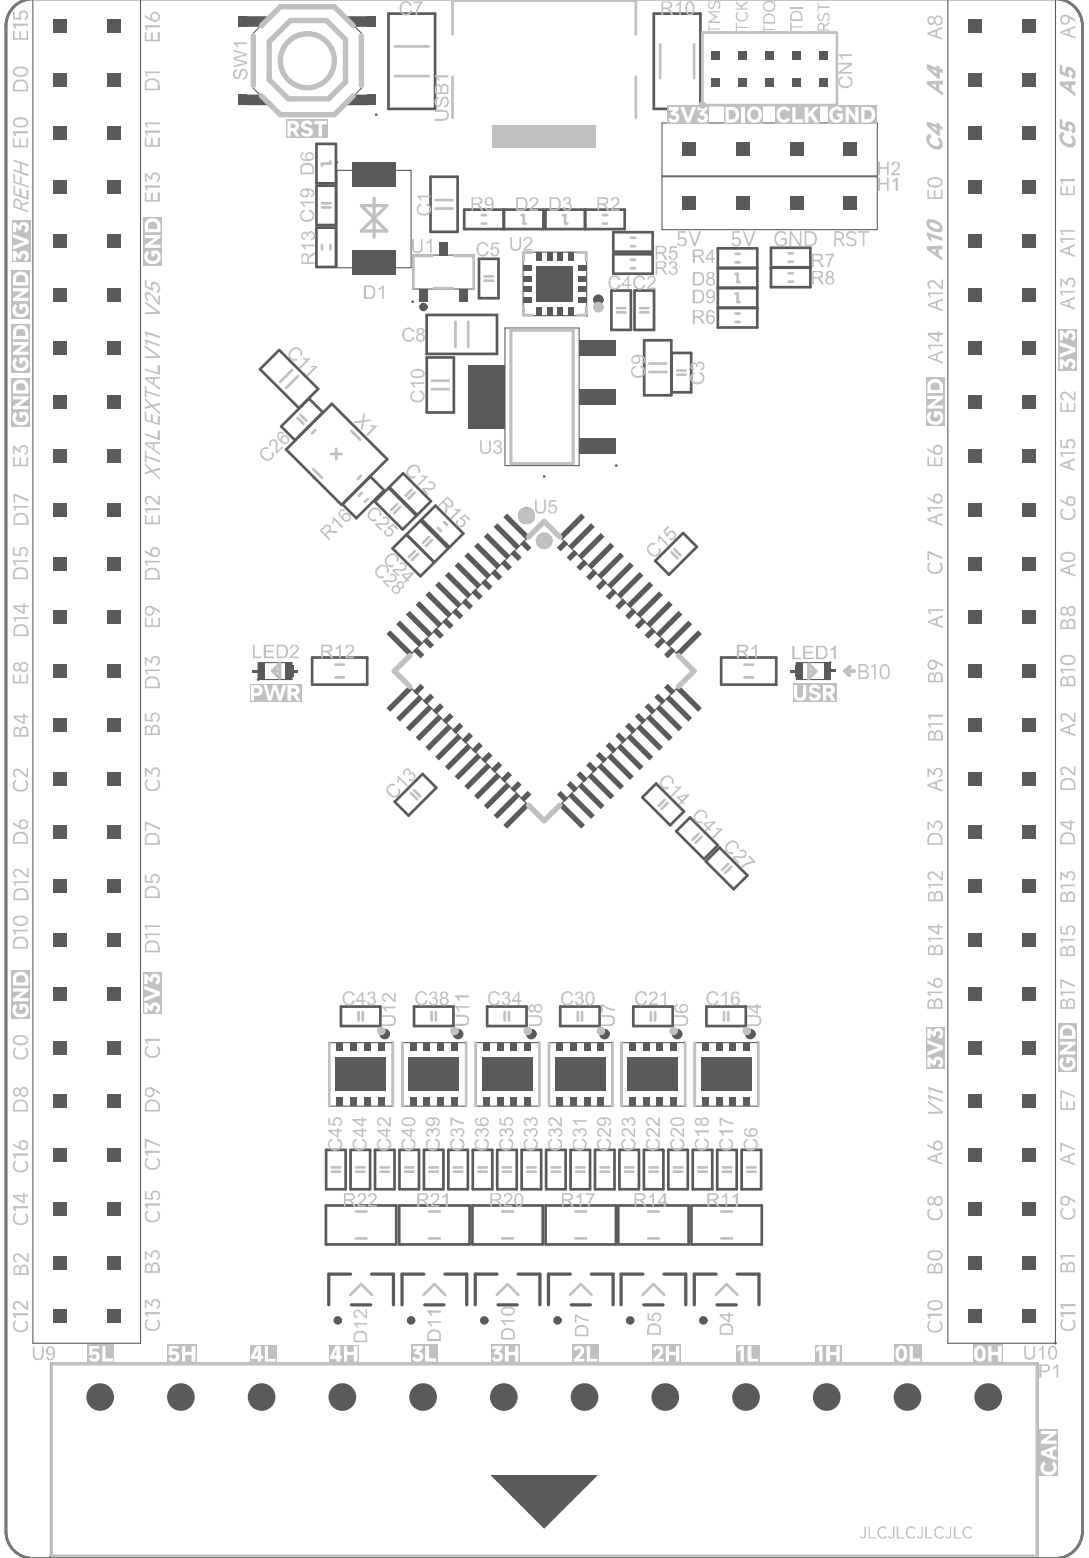 E15
E16
D0
D1
E10
E11
REFH
E13
3V3
GND
GND
V25
GND
V11
GND
EXTAL
E3
XTAL
D17
E12
D15
D16
D14
E9
E8
D13
B4
B5
C2
C3
D6
D7
D12
D5
D10
D11
GND
3V3
C0
C1
D8
D9
C16
C17
C14
C15
B2
B3
C12
C13
U9
SW1
RST
C7
USB1
R10
TMS
TCK
TDO
TDI
RST
CN1
3V3 DIO CLK GND
H2
H1
5V 5V GND RST
D6
C19
R13
D1
C1
U1
C5
R9 D2 D3 R2
U2
R5
R3
C4 C2
R4
D8
D9
R6
R7
R8
C8
C10
U3
C9
C3
C11
C26
X1
R16
C12
C25
R15
C24
C28
U5
C15
LED2
PWR
R12
R1
LED1
USR
B10
C13
C14
C41
C27
C43 U12 C38 U11 C34 U8 C30 U7 C21 U6 C16 U4
C45 C44 C42 C40 C39 C37 C36 C35 C33 C32 C31 C29 C23 C22 C20 C18 C17 C6
R22 R21 R20 R17 R14 R11
D12 D11 D10 D7 D5 D4
A8
A9
A4
A5
C4
C5
E0
E1
A10
A11
A12
A13
A14
3V3
GND
E2
E6
A15
A16
C6
C7
A0
A1
B8
B9
B10
B11
A2
A3
D2
D3
D4
B12
B13
B14
B15
B16
B17
3V3
GND
V11
E7
A6
A7
C8
C9
B0
B1
C10
C11
U10
5L 5H 4L 4H 3L 3H 2L 2H 1L 1H 0L 0H
P1
CAN
JLCJLCJLCJLC